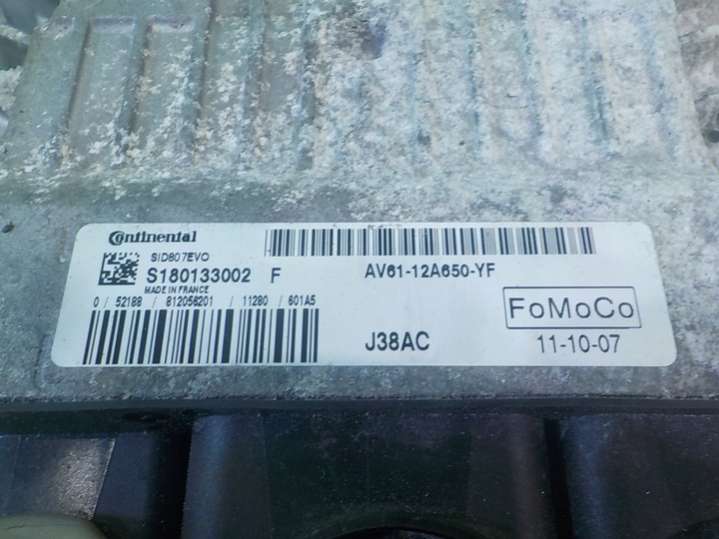 Continental
SID807EVO
S180133002 F
MADE IN FRANCE
0 / 52188 / 812056201 / 11280 / 601A5
AV61-12A650-YF
J38AC
FoMoCo
11-10-07